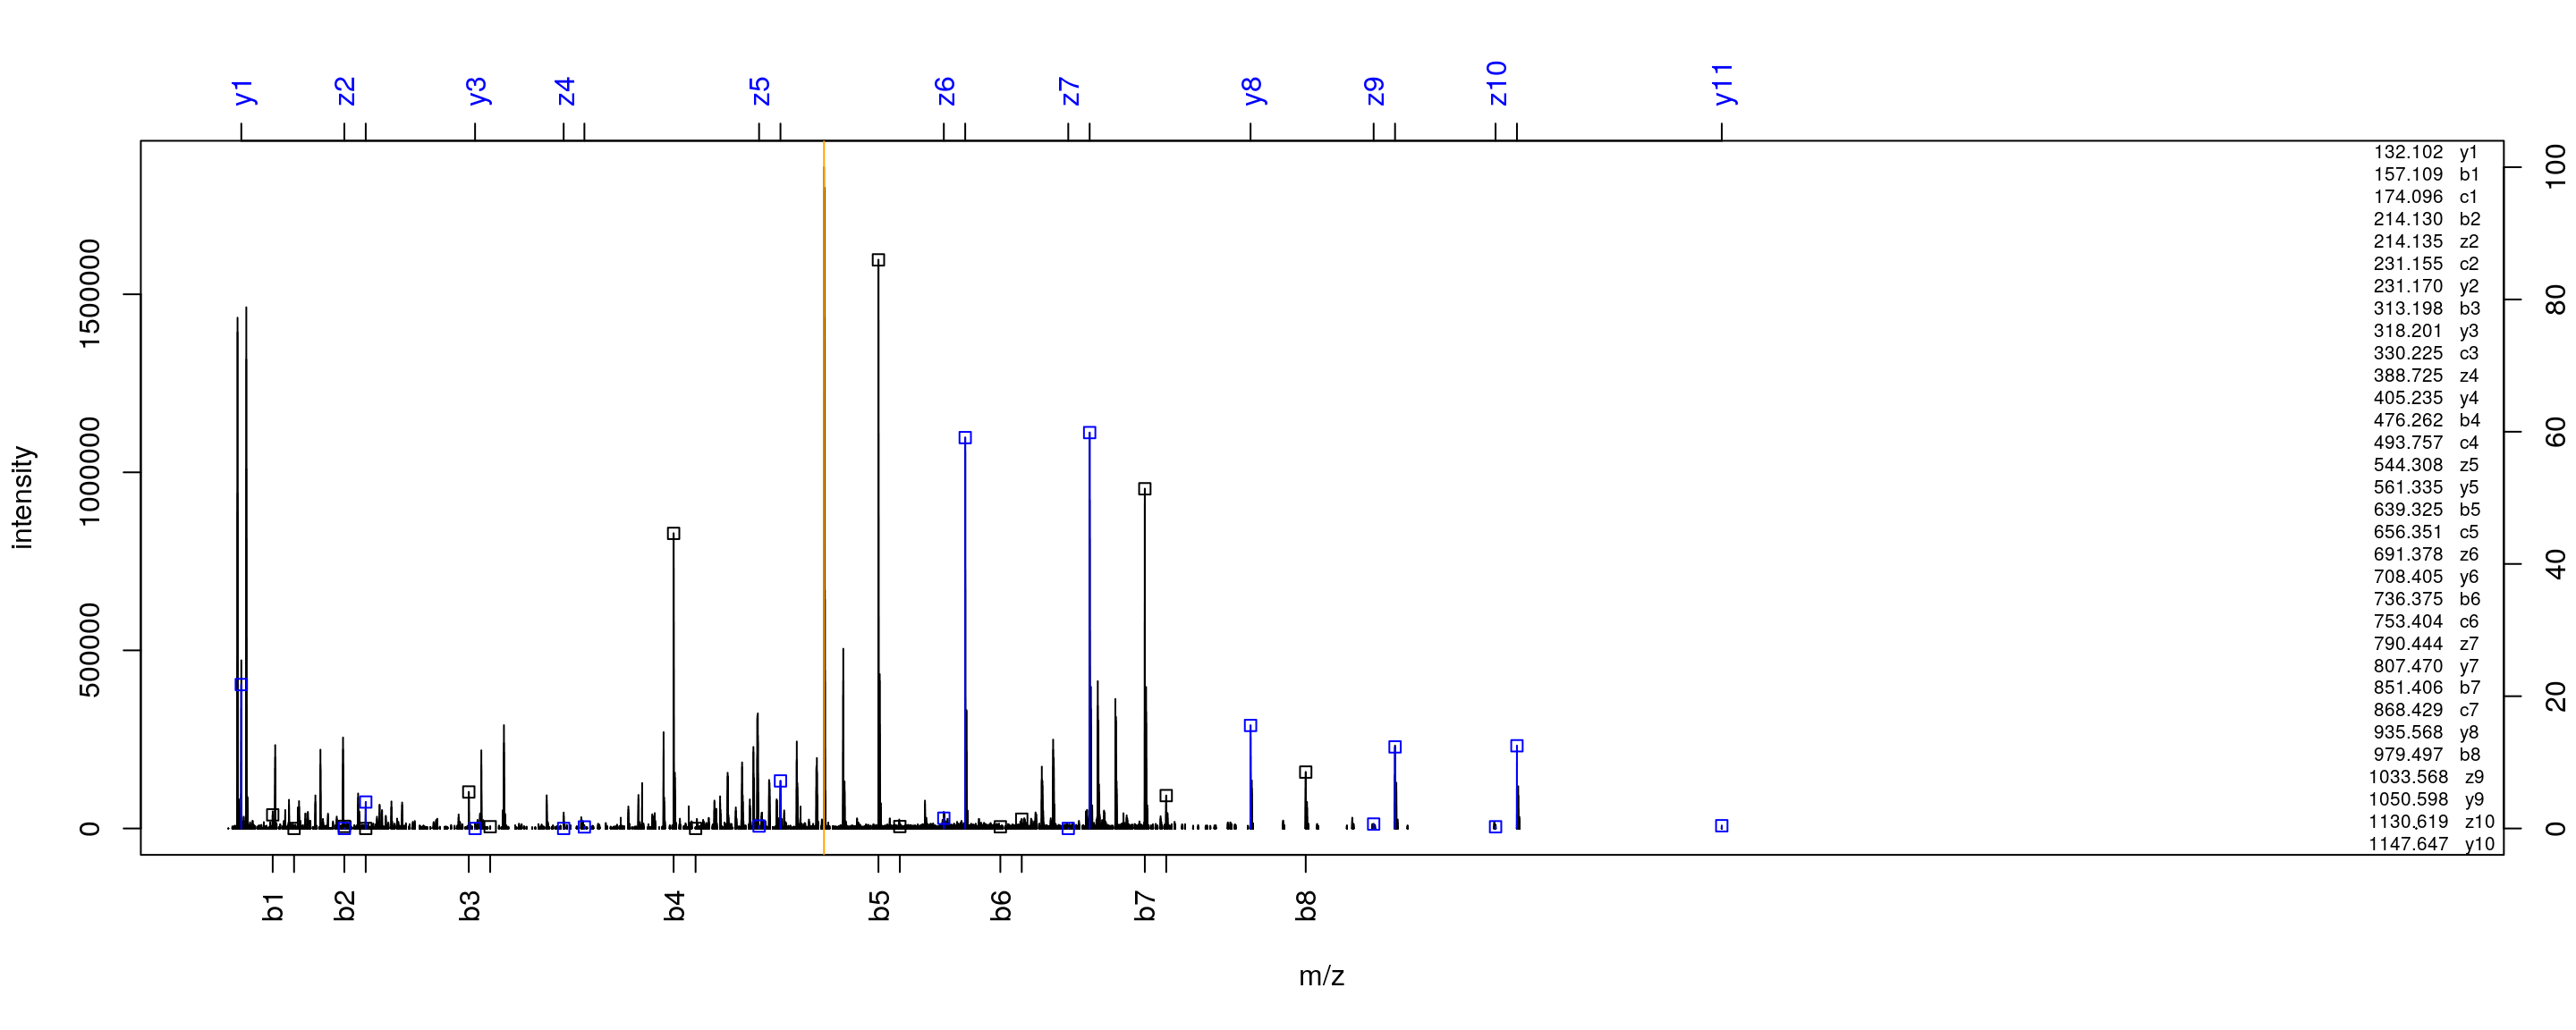 y1 z2 y3 z4 z5 z6 z7 y8 z9 z10 y11
132.102 y1
157.109 b1
174.096 c1
214.130 b2
214.135 z2
231.155 c2
231.170 y2
313.198 b3
318.201 y3
330.225 c3
388.725 z4
405.235 y4
476.262 b4
493.757 c4
544.308 z5
561.335 y5
639.325 b5
656.351 c5
691.378 z6
708.405 y6
736.375 b6
753.404 c6
790.444 z7
807.470 y7
851.406 b7
868.429 c7
935.568 y8
979.497 b8
1033.568 z9
1050.598 y9
1130.619 z10
1147.647 y10
intensity
0 500000 1000000 1500000
0 20 40 60 80 100
b1 b2 b3 b4 b5 b6 b7 b8
m/z